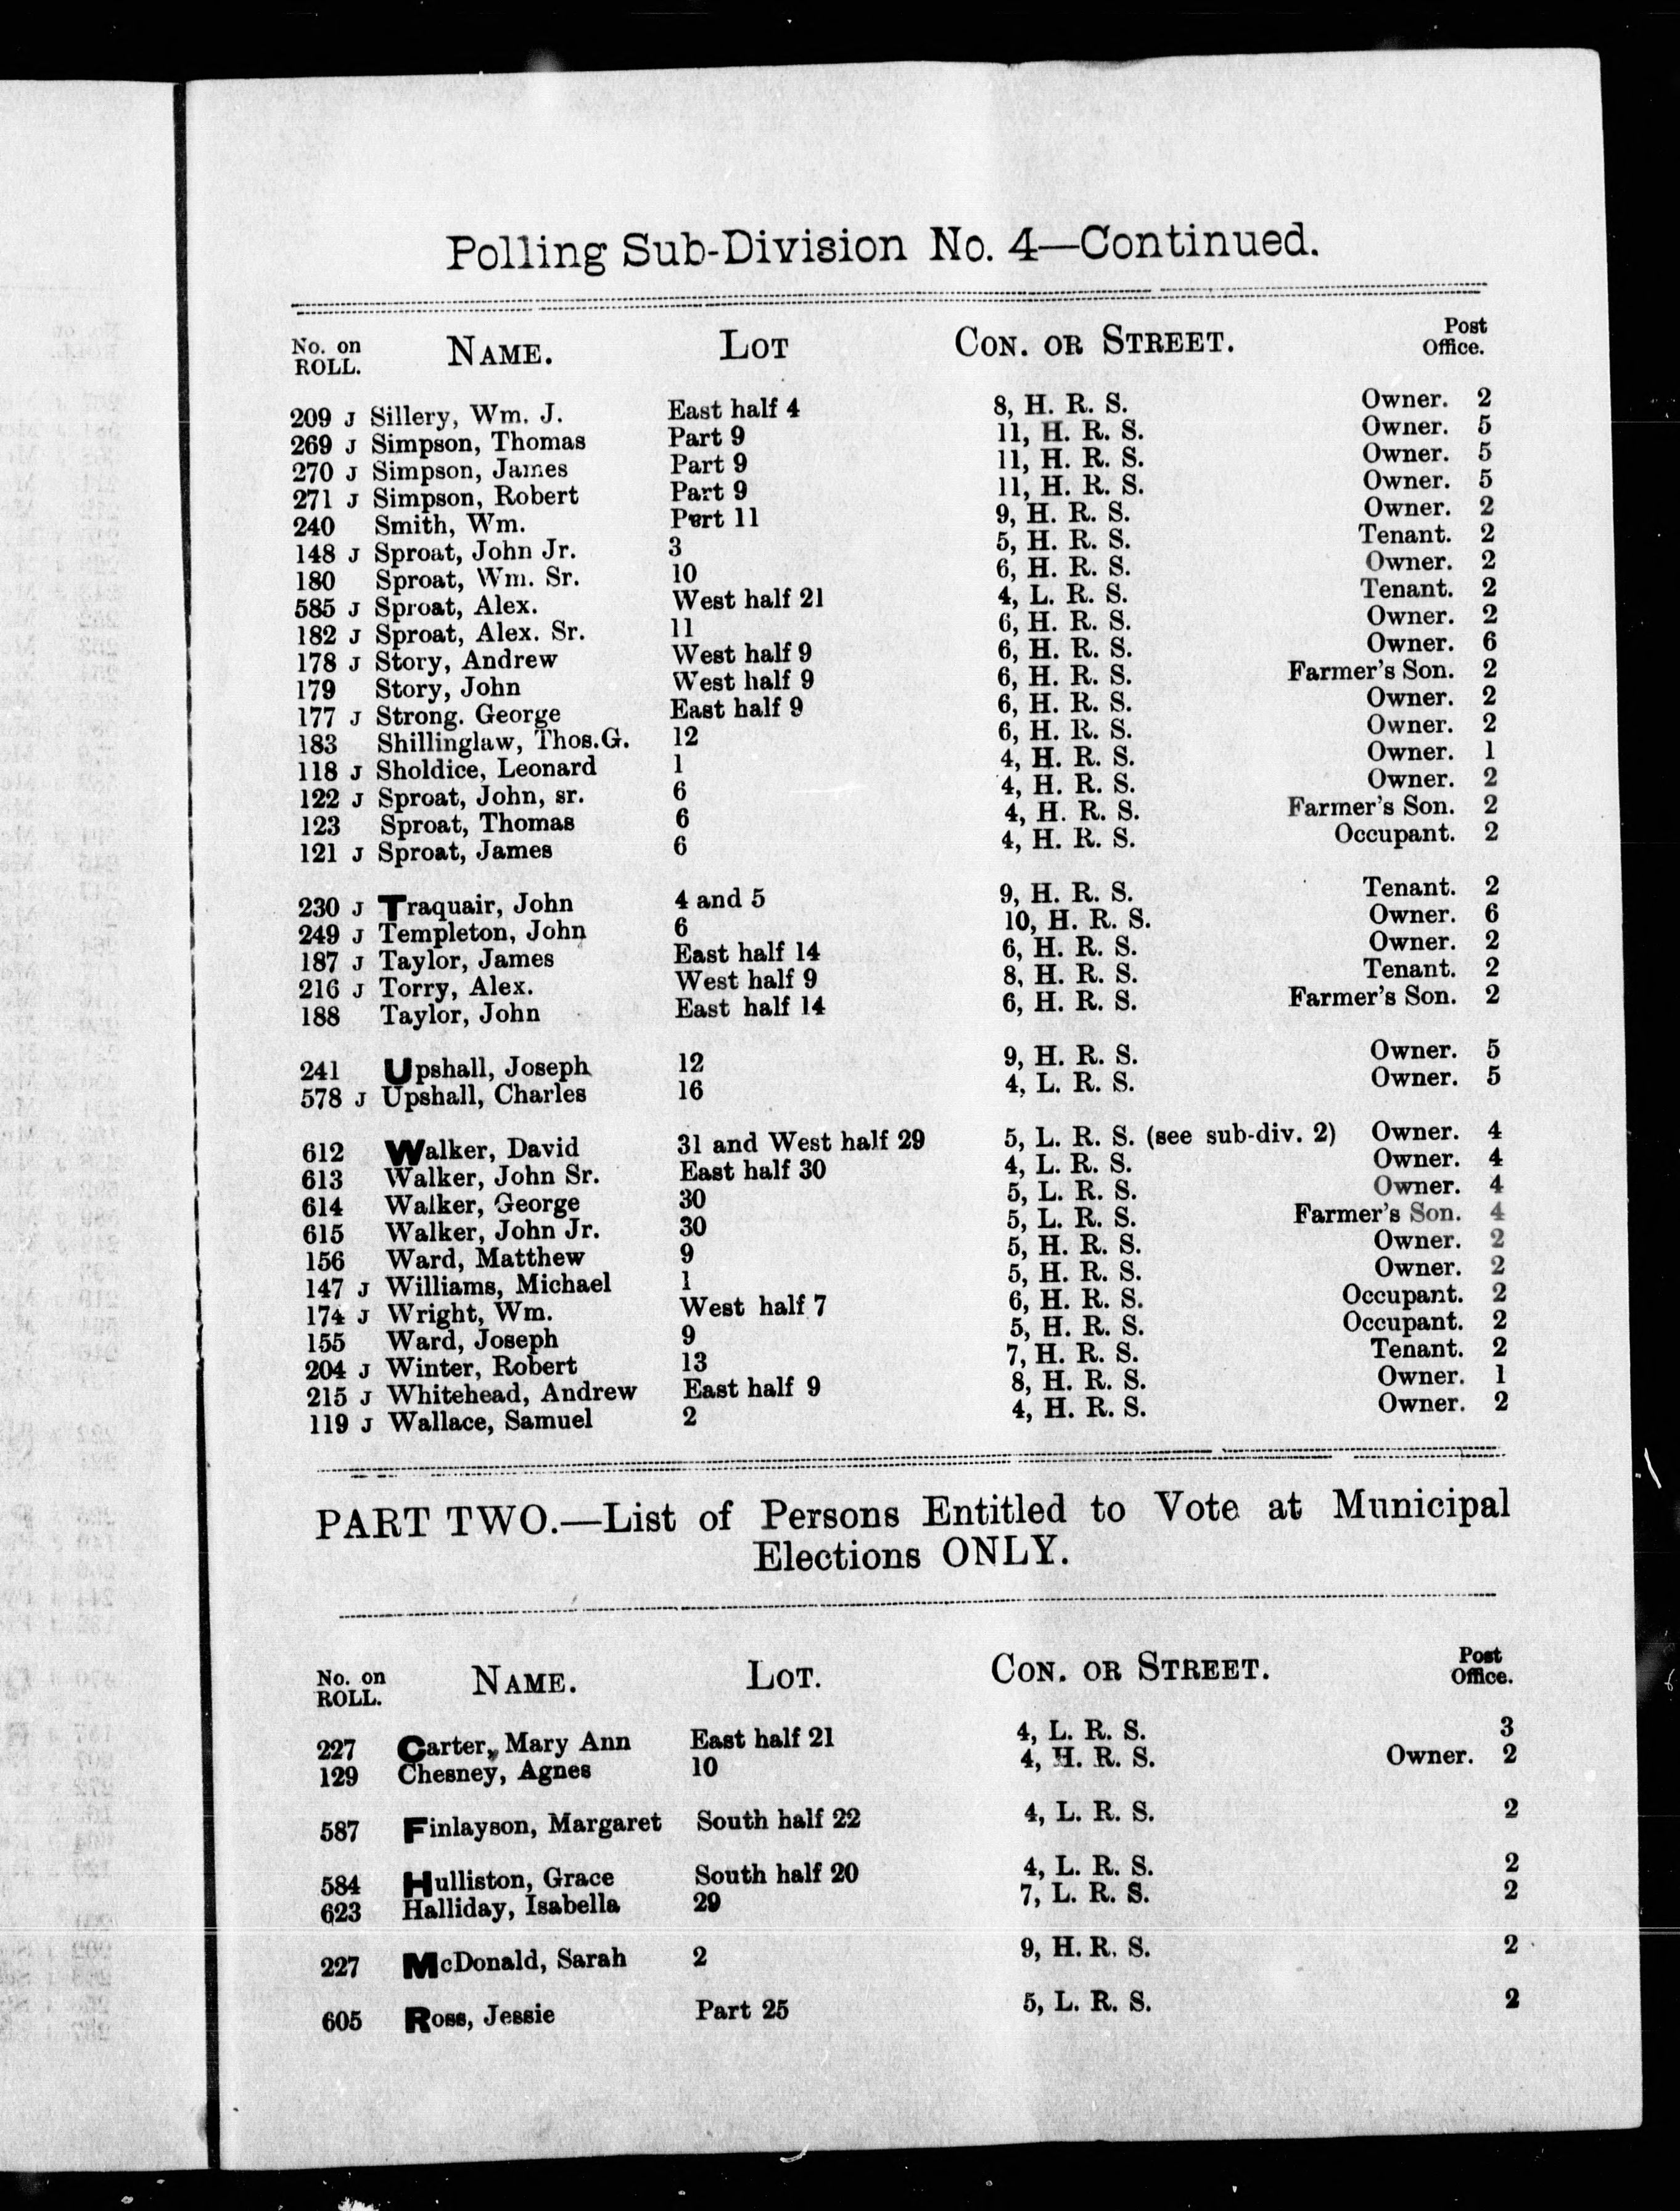 Polling Sub-Division No. 4—Continued.
No. on ROLL. NAME. LOT CON. OR STREET. Post Office.
209 J Sillery, Wm. J. East half 4 8, H. R. S. Owner. 2
269 J Simpson, Thomas Part 9 11, H. R. S. Owner. 5
270 J Simpson, James Part 9 11, H. R. S. Owner. 5
271 J Simpson, Robert Part 9 11, H. R. S. Owner. 5
240 Smith, Wm. Part 11 9, H. R. S. Owner. 2
148 J Sproat, John Jr. 3 5, H. R. S. Tenant. 2
180 Sproat, Wm. Sr. 10 6, H. R. S. Owner. 2
585 J Sproat, Alex. West half 21 4, L. R. S. Tenant. 2
182 J Sproat, Alex. Sr. 11 6, H. R. S. Owner. 2
178 J Story, Andrew West half 9 6, H. R. S. Owner. 6
179 Story, John West half 9 6, H. R. S. Farmer's Son. 2
177 J Strong. George East half 9 6, H. R. S. Owner. 2
183 Shillinglaw, Thos.G. 12 6, H. R. S. Owner. 2
118 J Sholdice, Leonard 1 4, H. R. S. Owner. 1
122 J Sproat, John, sr. 6 4, H. R. S. Owner. 2
123 Sproat, Thomas 6 4, H. R. S. Farmer's Son. 2
121 J Sproat, James 6 4, H. R. S. Occupant. 2
230 J Traquair, John 4 and 5 9, H. R. S. Tenant. 2
249 J Templeton, John 6 10, H. R. S. Owner. 6
187 J Taylor, James East half 14 6, H. R. S. Owner. 2
216 J Torry, Alex. West half 9 8, H. R. S. Tenant. 2
188 Taylor, John East half 14 6, H. R. S. Farmer's Son. 2
241 Upshall, Joseph 12 9, H. R. S. Owner. 5
578 J Upshall, Charles 16 4, L. R. S. Owner. 5
612 Walker, David 31 and West half 29 5, L. R. S. (see sub-div. 2) Owner. 4
613 Walker, John Sr. East half 30 4, L. R. S. Owner. 4
614 Walker, George 30 5, L. R. S. Owner. 4
615 Walker, John Jr. 30 5, L. R. S. Farmer's Son. 4
156 Ward, Matthew 9 5, H. R. S. Owner. 2
147 J Williams, Michael 1 5, H. R. S. Owner. 2
174 J Wright, Wm. West half 7 6, H. R. S. Occupant. 2
155 Ward, Joseph 9 5, H. R. S. Occupant. 2
204 J Winter, Robert 13 7, H. R. S. Tenant. 2
215 J Whitehead, Andrew East half 9 8, H. R. S. Owner. 1
119 J Wallace, Samuel 2 4, H. R. S. Owner. 2
PART TWO.—List of Persons Entitled to Vote at Municipal
Elections ONLY.
No. on ROLL. NAME. LOT. CON. OR STREET. Post Office.
227 Carter, Mary Ann East half 21 4, L. R. S. 3
129 Chesney, Agnes 10 4, H. R. S. Owner. 2
587 Finlayson, Margaret South half 22 4, L. R. S. 2
584 Hulliston, Grace South half 20 4, L. R. S. 2
623 Halliday, Isabella 29 7, L. R. S. 2
227 McDonald, Sarah 2 9, H. R. S. 2
605 Ross, Jessie Part 25 5, L. R. S. 2